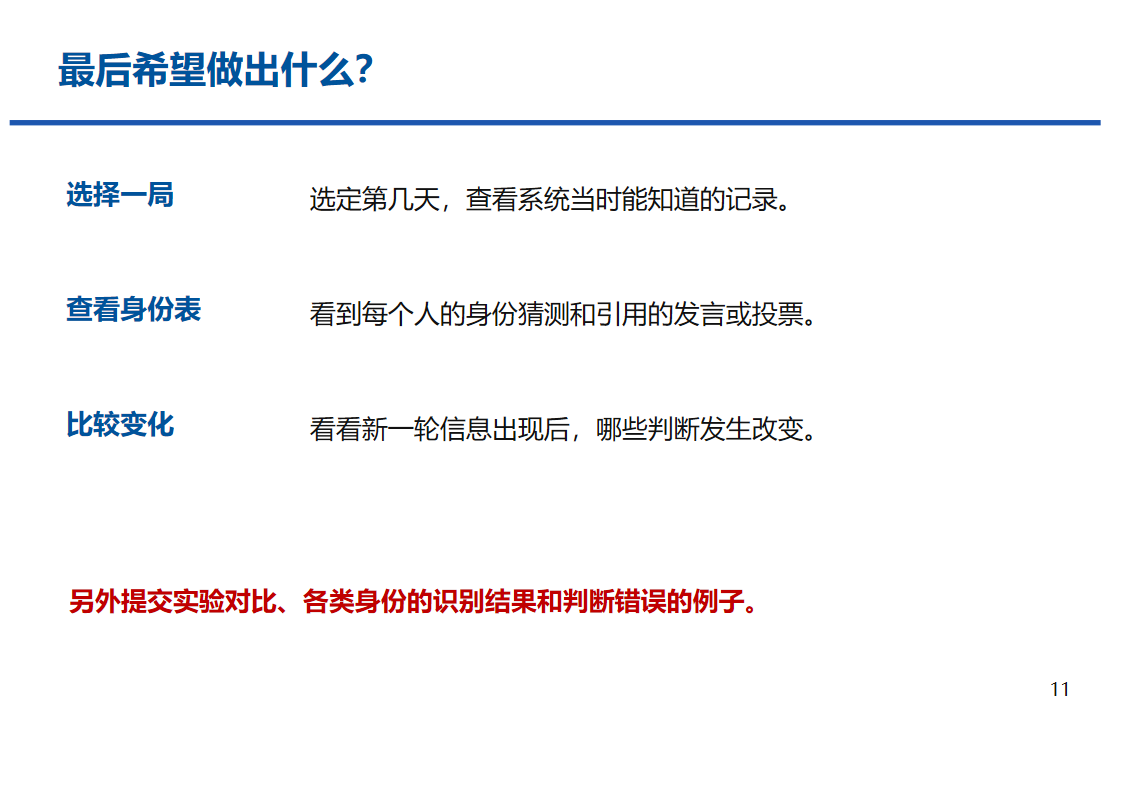 最后希望做出什么？
选择一局
选定第几天，查看系统当时能知道的记录。
查看身份表
看到每个人的身份猜测和引用的发言或投票。
比较变化
看看新一轮信息出现后，哪些判断发生改变。
另外提交实验对比、各类身份的识别结果和判断错误的例子。
11